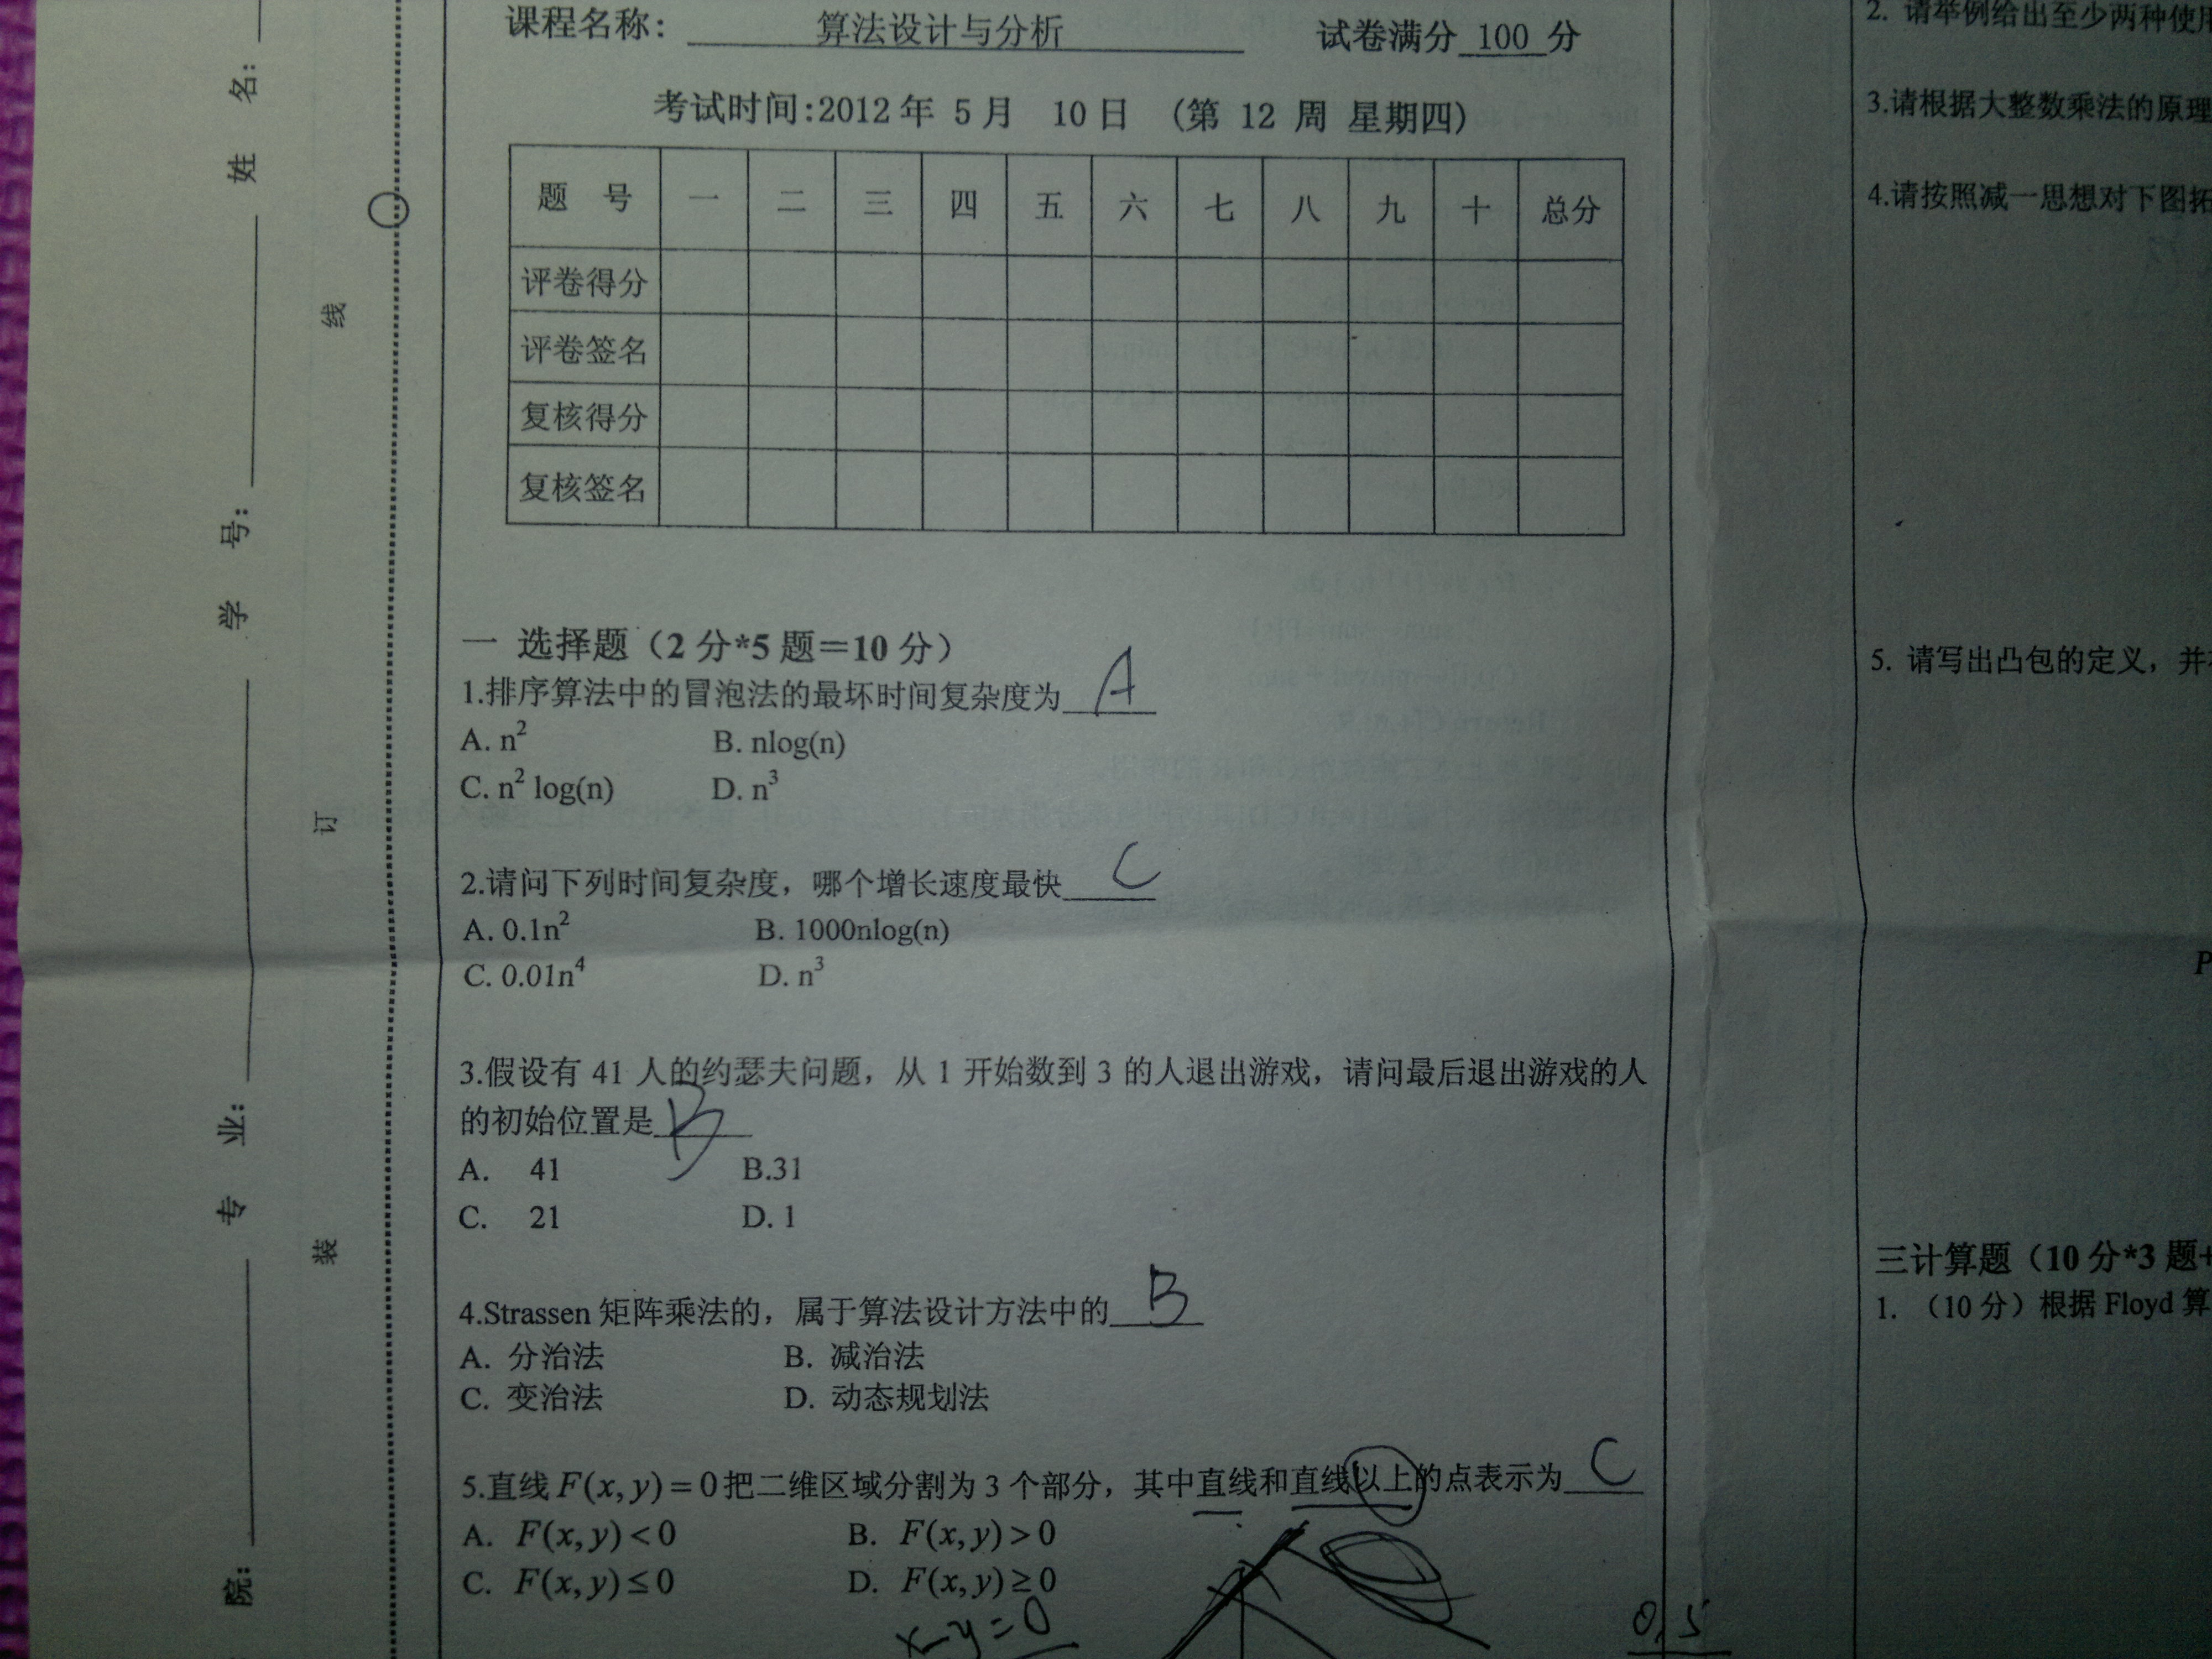 课程名称: 算法设计与分析 试卷满分 100 分
考试时间:2012年 5月 10日 (第 12 周 星期四)
题 号 一 二 三 四 五 六 七 八 九 十 总分
评卷得分
评卷签名
复核得分
复核签名
一 选择题（2 分*5 题＝10 分）
1.排序算法中的冒泡法的最坏时间复杂度为 A
A. n² B. nlog(n)
C. n² log(n) D. n³
2.请问下列时间复杂度，哪个增长速度最快 C
A. 0.1n² B. 1000nlog(n)
C. 0.01n⁴ D. n³
3.假设有 41 人的约瑟夫问题，从 1 开始数到 3 的人退出游戏，请问最后退出游戏的人
的初始位置是 B
A. 41 B.31
C. 21 D. 1
4.Strassen 矩阵乘法的，属于算法设计方法中的 B
A. 分治法 B. 减治法
C. 变治法 D. 动态规划法
5.直线 F(x, y) = 0 把二维区域分割为 3 个部分，其中直线和直线以上的点表示为 C
A. F(x, y) < 0 B. F(x, y) > 0
C. F(x, y) ≤ 0 D. F(x, y) ≥ 0
x-y=0
0.5
姓 名:
学 号:
专 业:
院:
线
订
装
2. 请举例给出至少两种使用
3.请根据大整数乘法的原理
4.请按照减一思想对下图拓
5. 请写出凸包的定义，并
P
三计算题（10 分*3 题+
1. （10 分）根据 Floyd 算